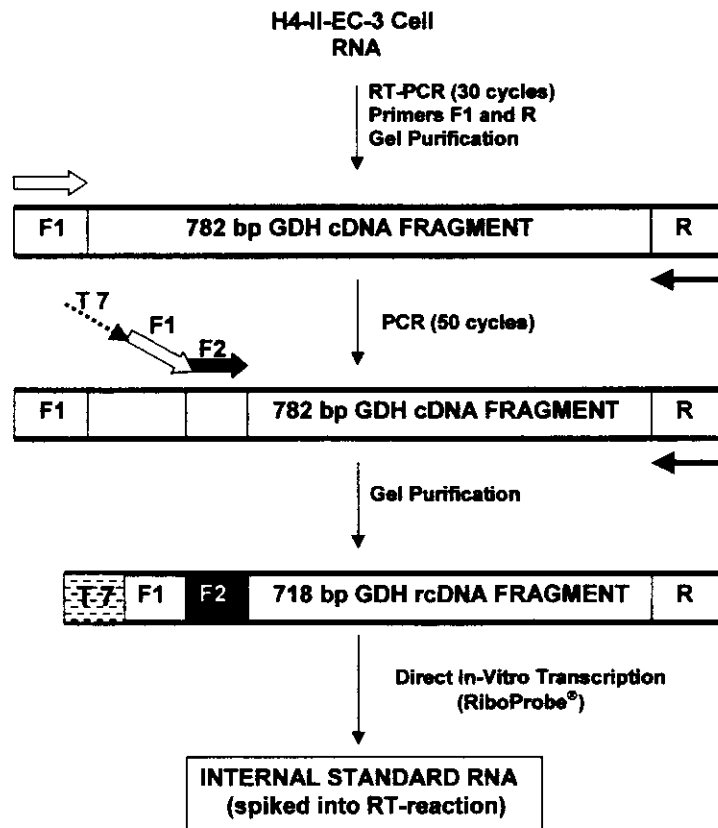 H4-II-EC-3 Cell
RNA
RT-PCR (30 cycles)
Primers F1 and R
Gel Purification
F1 782 bp GDH cDNA FRAGMENT R
T 7
F1
F2
PCR (50 cycles)
F1 782 bp GDH cDNA FRAGMENT R
Gel Purification
T 7 F1 F2 718 bp GDH rcDNA FRAGMENT R
Direct In-Vitro Transcription
(RiboProbe®)
INTERNAL STANDARD RNA
(spiked into RT-reaction)